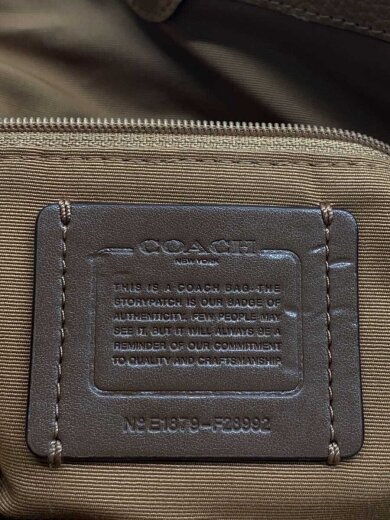 COACH
NEW YORK
THIS IS A COACH BAG. THE
STORYPATCH IS OUR BADGE OF
AUTHENTICITY. FEW PEOPLE MAY
SEE IT, BUT IT WILL ALWAYS BE A
REMINDER OF OUR COMMITMENT
TO QUALITY AND CRAFTSMANSHIP.
Nº E1879-F28992